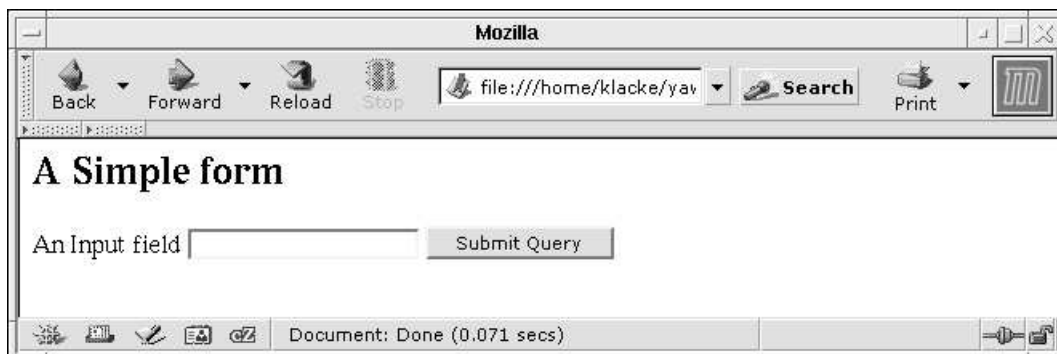 Mozilla
Back Forward Reload Stop file:///home/klacke/yaw Search Print
A Simple form
An Input field Submit Query
Document: Done (0.071 secs)